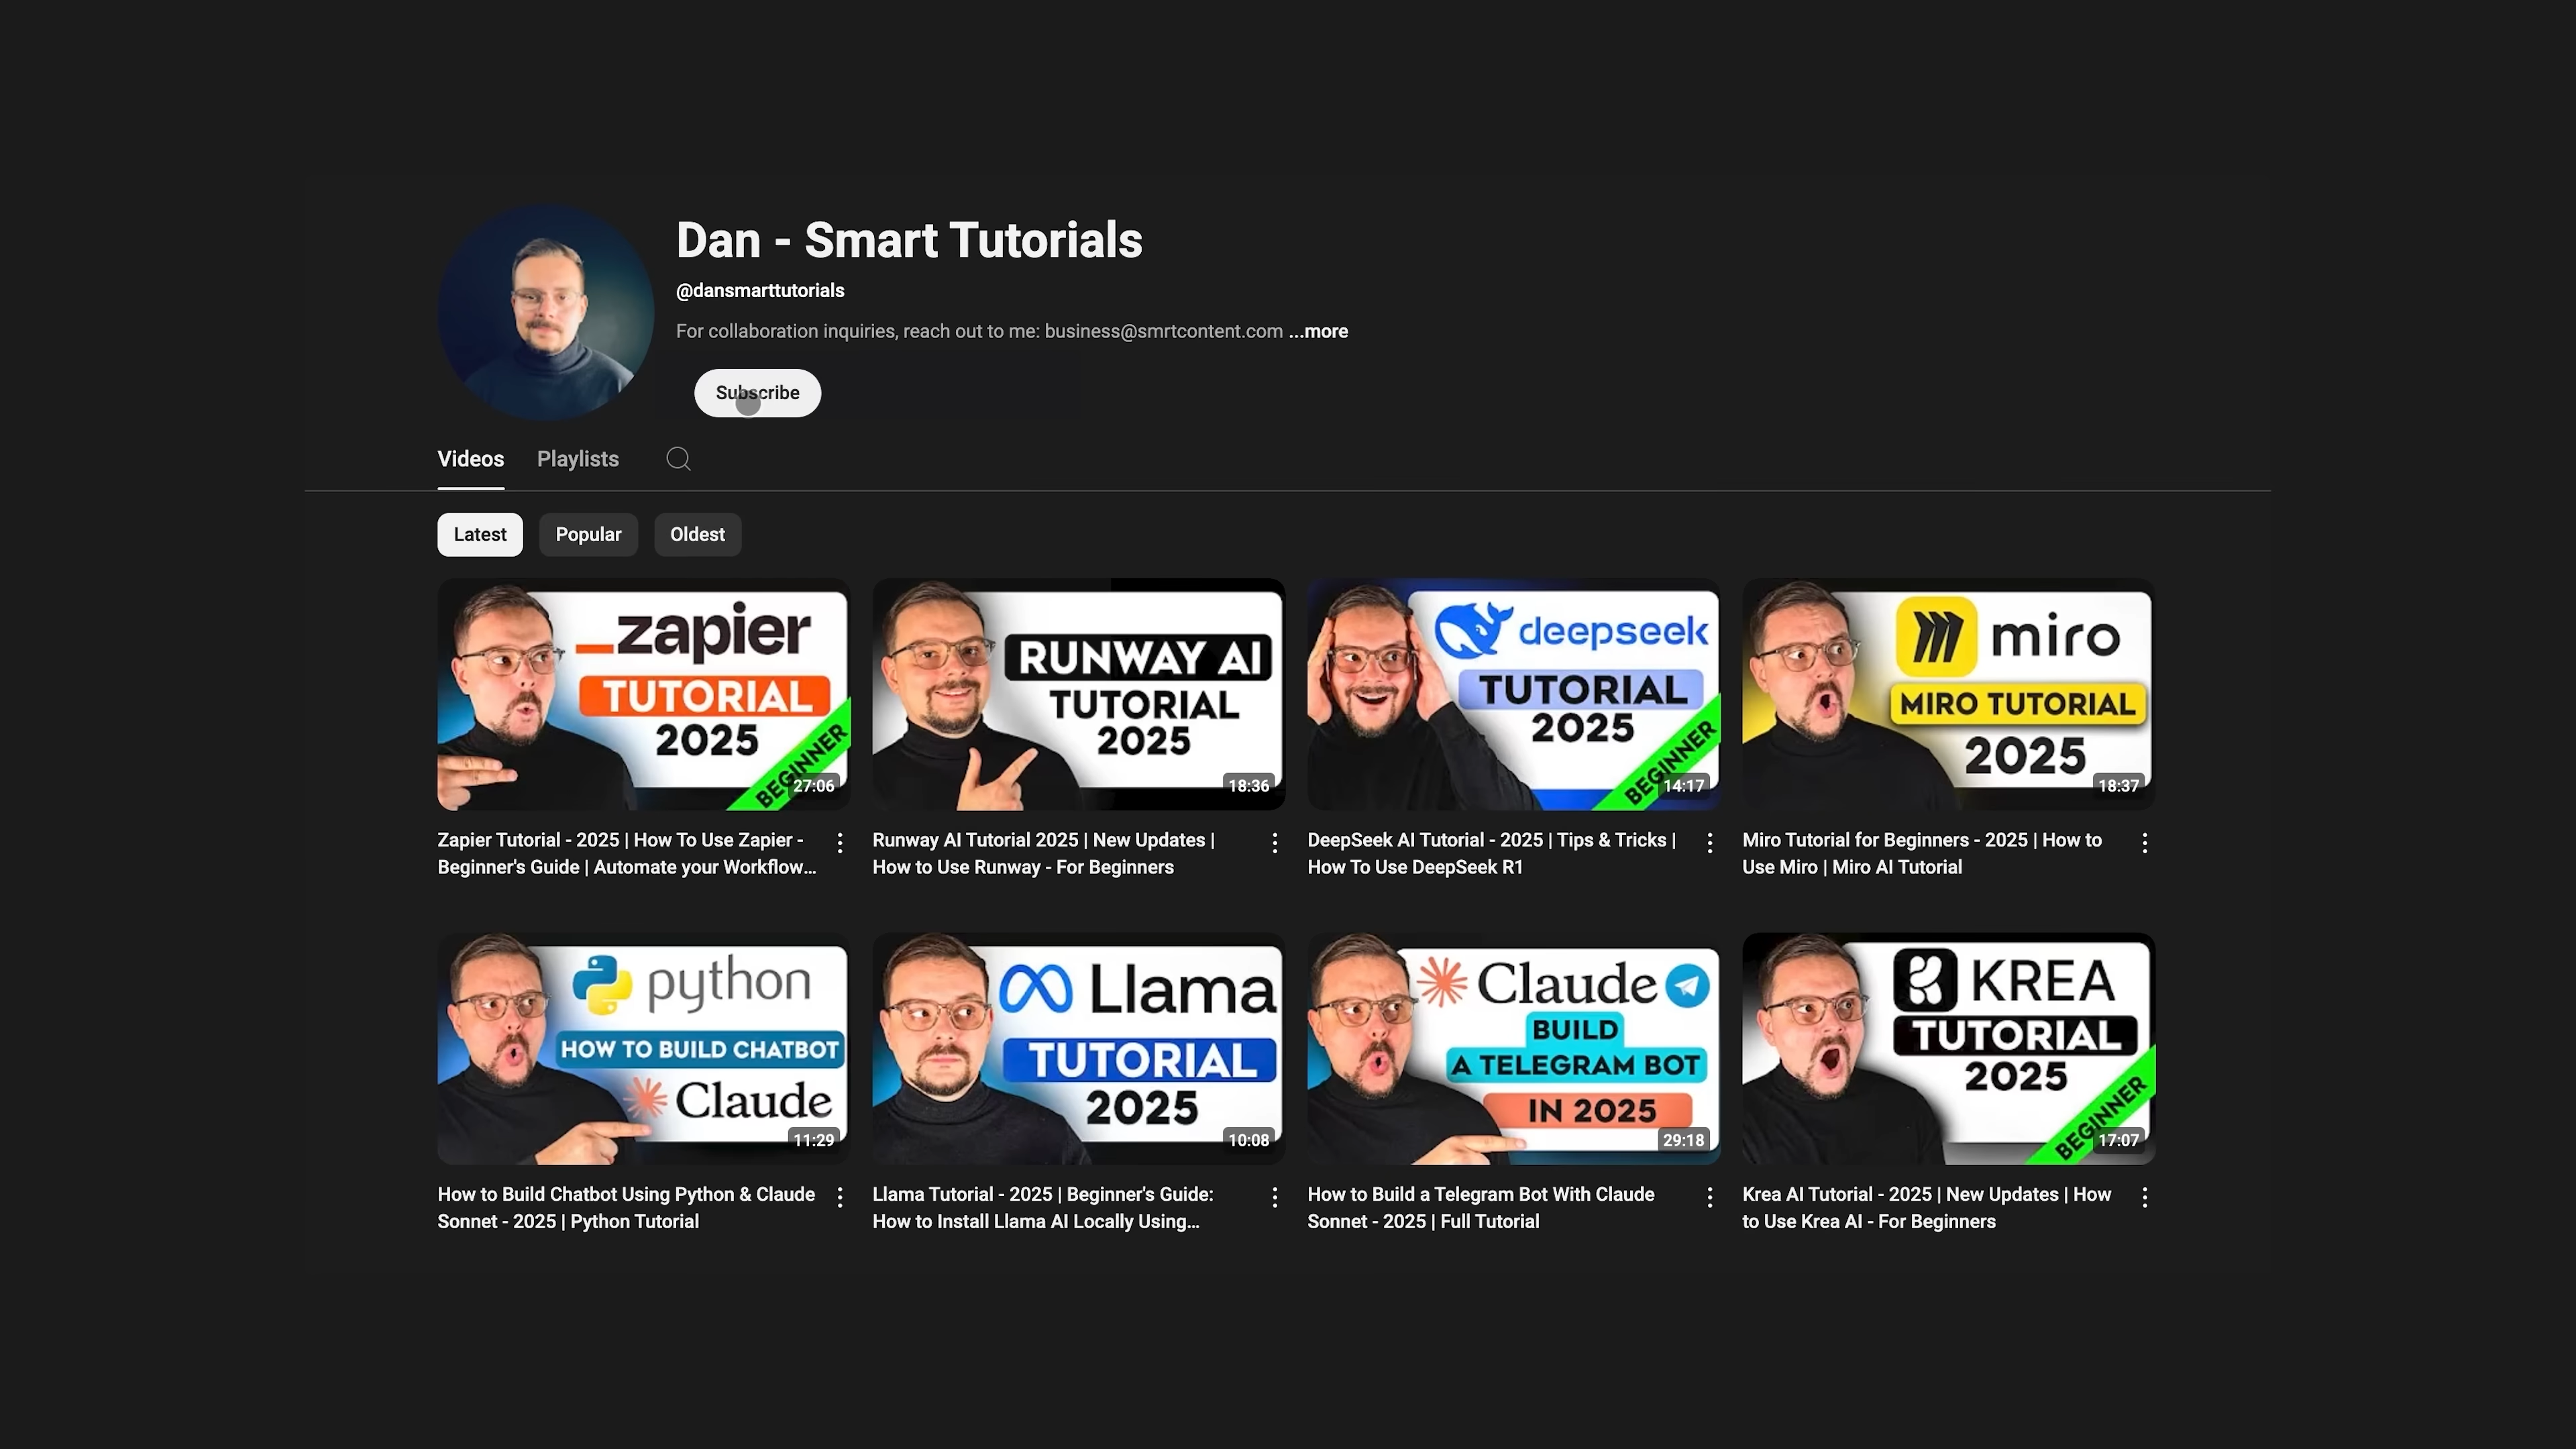 Dan - Smart Tutorials
@dansmarttutorials
For collaboration inquiries, reach out to me: business@smrtcontent.com ...more
Subscribe
Videos Playlists
Latest Popular Oldest
zapier
TUTORIAL
2025
BEGINNER
27:06
RUNWAY AI
TUTORIAL
2025
18:36
deepseek
TUTORIAL
2025
BEGINNER
14:17
miro
MIRO TUTORIAL
2025
18:37
Zapier Tutorial - 2025 | How To Use Zapier -
Beginner's Guide | Automate your Workflow...
Runway AI Tutorial 2025 | New Updates |
How to Use Runway - For Beginners
DeepSeek AI Tutorial - 2025 | Tips & Tricks |
How To Use DeepSeek R1
Miro Tutorial for Beginners - 2025 | How to
Use Miro | Miro AI Tutorial
python
HOW TO BUILD CHATBOT
Claude
11:29
Llama
TUTORIAL
2025
10:08
Claude
BUILD
A TELEGRAM BOT
IN 2025
29:18
KREA
TUTORIAL
2025
BEGINNER
17:07
How to Build Chatbot Using Python & Claude
Sonnet - 2025 | Python Tutorial
Llama Tutorial - 2025 | Beginner's Guide:
How to Install Llama AI Locally Using...
How to Build a Telegram Bot With Claude
Sonnet - 2025 | Full Tutorial
Krea AI Tutorial - 2025 | New Updates | How
to Use Krea AI - For Beginners